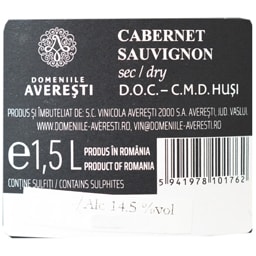 DOMENIILE
AVEREȘTI
CABERNET
SAUVIGNON
sec / dry
D.O.C. – C.M.D. HUȘI
PRODUS ȘI ÎMBUTELIAT DE: S.C. VINICOLA AVEREȘTI 2000 S.A. AVEREȘTI, JUD. VASLUI.
WWW.DOMENIILE-AVERESTI.RO, VIN@DOMENIILE-AVERESTI.RO
e 1,5 L
PRODUS ÎN ROMÂNIA
PRODUCT OF ROMANIA
CONȚINE SULFIȚI / CONTAINS SULPHITES
5 941978 101762
/Alc 14.5 %vol